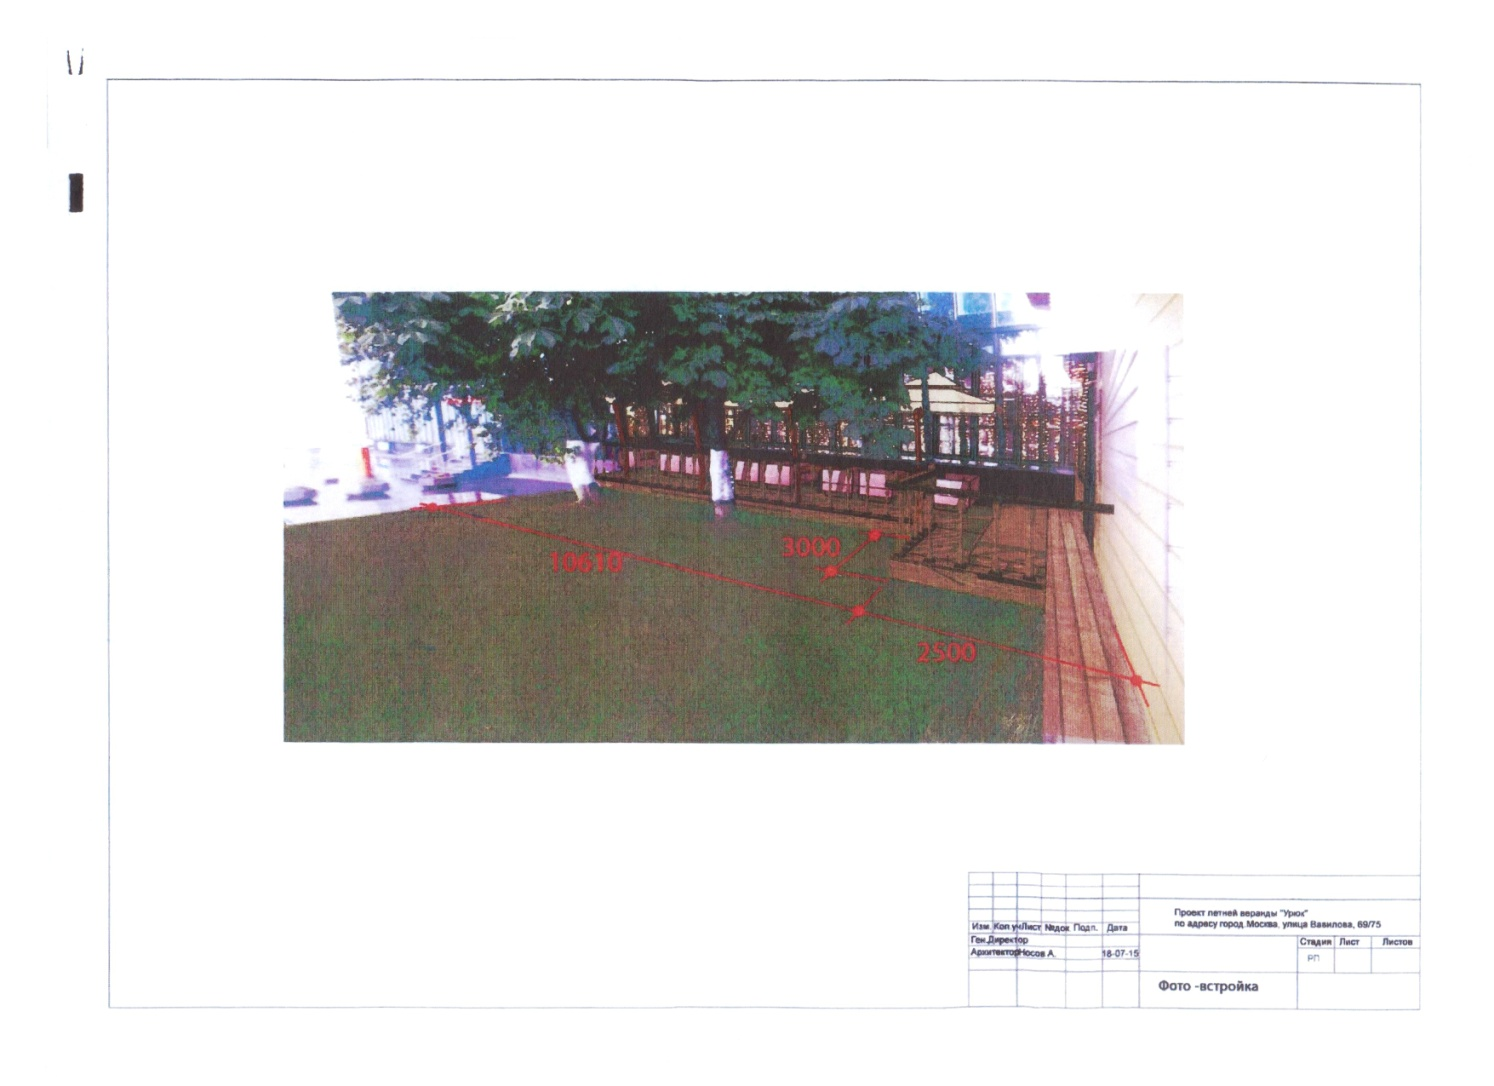 10610
3000
2500
Проект летней веранды "Урюк"
по адресу город Москва, улица Вавилова, 69/75
Изм. Кол уч Лист №док Подп. Дата
Ген.Директор
Архитектор Носов А. 18-07-15
Стадия Лист Листов
РП
Фото -встройка